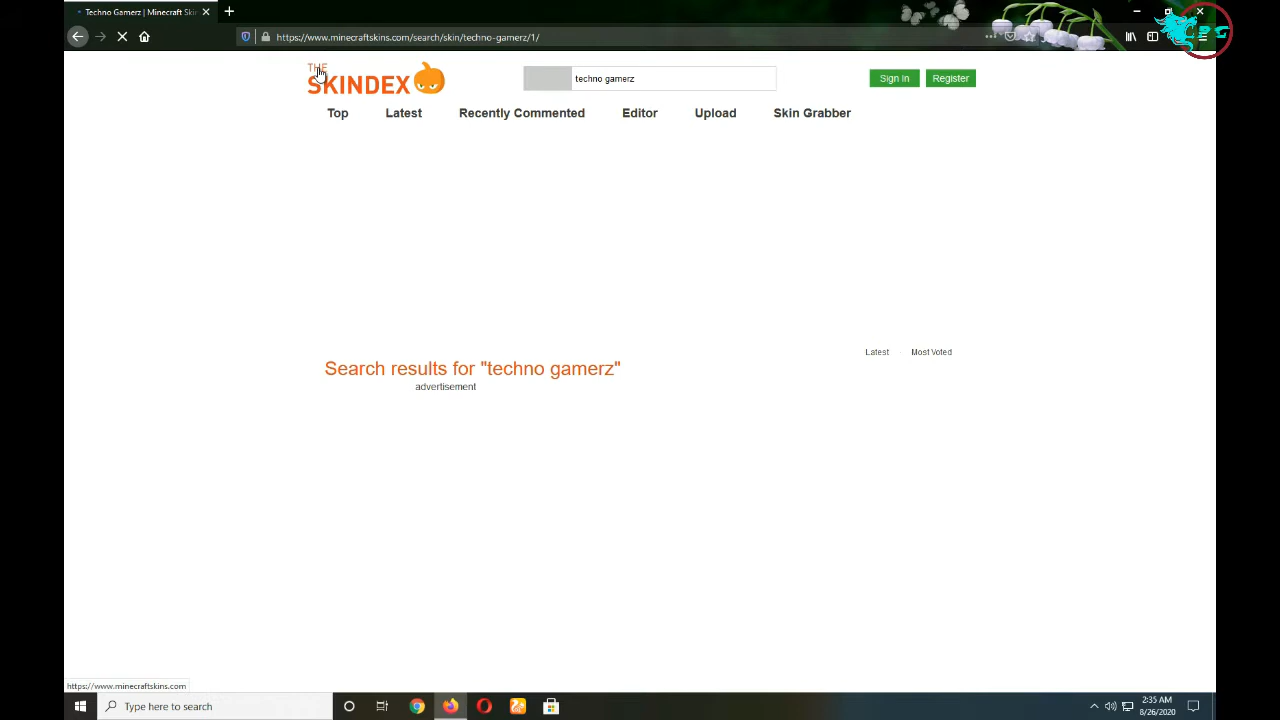 Techno Gamerz | Minecraft Ski
https://www.minecraftskins.com/search/skin/techno-gamerz/1/
THE
SKINDEX
techno gamerz
Sign In
Register
Top
Latest
Recently Commented
Editor
Upload
Skin Grabber
Latest
Most Voted
Search results for "techno gamerz"
advertisement
https://www.minecraftskins.com
Type here to search
2:35 AM
8/26/2020